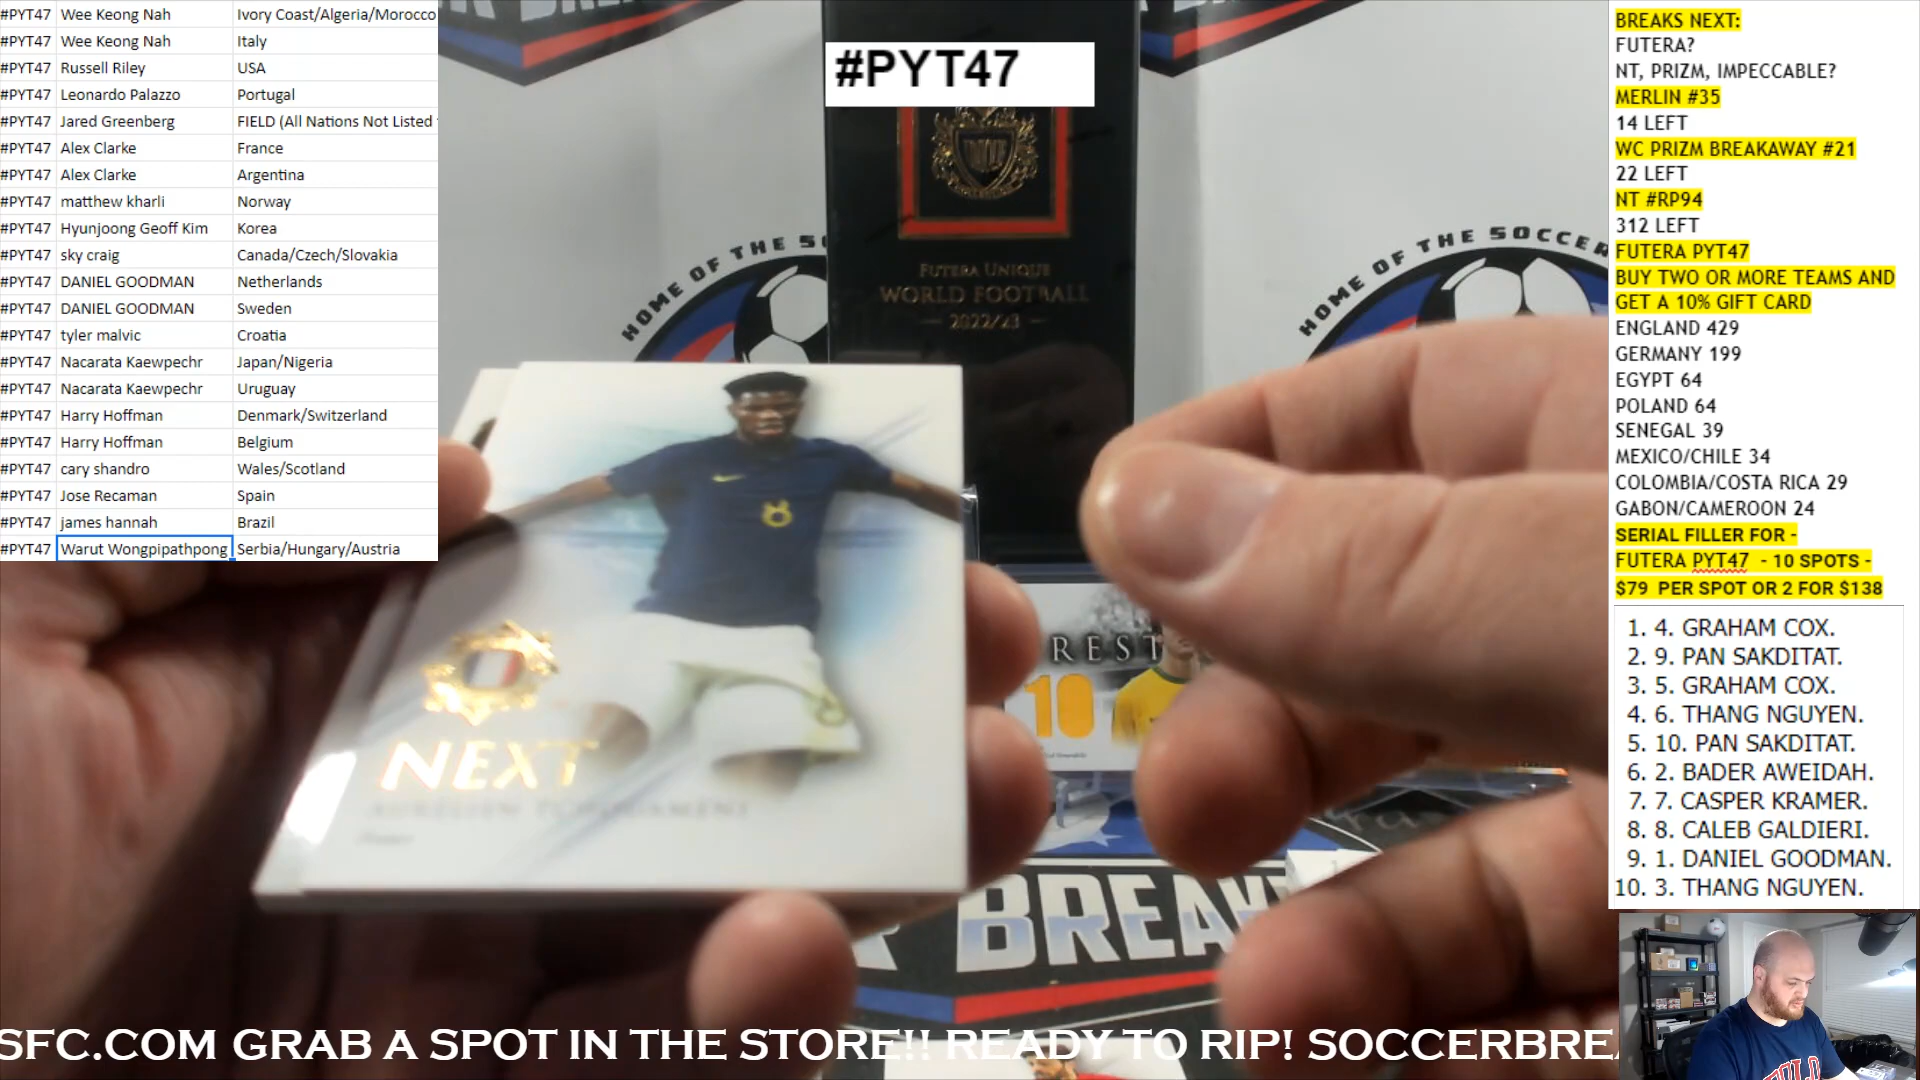 #PYT47 Wee Keong Nah Ivory Coast/Algeria/Morocco
#PYT47 Wee Keong Nah Italy
#PYT47 Russell Riley USA
#PYT47 Leonardo Palazzo Portugal
#PYT47 Jared Greenberg FIELD (All Nations Not Listed
#PYT47 Alex Clarke France
#PYT47 Alex Clarke Argentina
#PYT47 matthew kharli Norway
#PYT47 Hyunjoong Geoff Kim Korea
#PYT47 sky craig Canada/Czech/Slovakia
#PYT47 DANIEL GOODMAN Netherlands
#PYT47 DANIEL GOODMAN Sweden
#PYT47 tyler malvic Croatia
#PYT47 Nacarata Kaewpechr Japan/Nigeria
#PYT47 Nacarata Kaewpechr Uruguay
#PYT47 Harry Hoffman Denmark/Switzerland
#PYT47 Harry Hoffman Belgium
#PYT47 cary shandro Wales/Scotland
#PYT47 Jose Recaman Spain
#PYT47 james hannah Brazil
#PYT47 Warut Wongpipathpong Serbia/Hungary/Austria
#PYT47
FUTERA UNIQUE
WORLD FOOTBALL
2022/23
HOME OF THE
HOME OF THE SOCCER
8
NEXT
AURELIEN TCHOUAMENI
REST
10
BREAK
BREAKS NEXT:
FUTERA?
NT, PRIZM, IMPECCABLE?
MERLIN #35
14 LEFT
WC PRIZM BREAKAWAY #21
22 LEFT
NT #RP94
312 LEFT
FUTERA PYT47
BUY TWO OR MORE TEAMS AND
GET A 10% GIFT CARD
ENGLAND 429
GERMANY 199
EGYPT 64
POLAND 64
SENEGAL 39
MEXICO/CHILE 34
COLOMBIA/COSTA RICA 29
GABON/CAMEROON 24
SERIAL FILLER FOR -
FUTERA PYT47 - 10 SPOTS -
$79 PER SPOT OR 2 FOR $138
1. 4. GRAHAM COX.
2. 9. PAN SAKDITAT.
3. 5. GRAHAM COX.
4. 6. THANG NGUYEN.
5. 10. PAN SAKDITAT.
6. 2. BADER AWEIDAH.
7. 7. CASPER KRAMER.
8. 8. CALEB GALDIERI.
9. 1. DANIEL GOODMAN.
10. 3. THANG NGUYEN.
SFC.COM GRAB A SPOT IN THE STORE!! READY TO RIP! SOCCERBREA